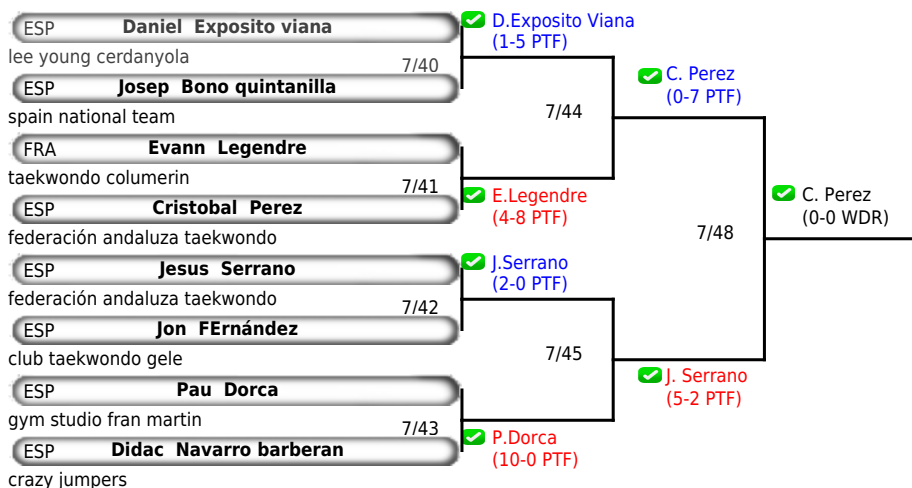 ESP Daniel Exposito viana
lee young cerdanyola
7/40
ESP Josep Bono quintanilla
spain national team
FRA Evann Legendre
taekwondo columerin
7/41
ESP Cristobal Perez
federación andaluza taekwondo
ESP Jesus Serrano
federación andaluza taekwondo
7/42
ESP Jon FErnández
club taekwondo gele
ESP Pau Dorca
gym studio fran martin
7/43
ESP Didac Navarro barberan
crazy jumpers
D.Exposito Viana
(1-5 PTF)
7/44
E.Legendre
(4-8 PTF)
J.Serrano
(2-0 PTF)
7/45
P.Dorca
(10-0 PTF)
C. Perez
(0-7 PTF)
7/48
J. Serrano
(5-2 PTF)
C. Perez
(0-0 WDR)